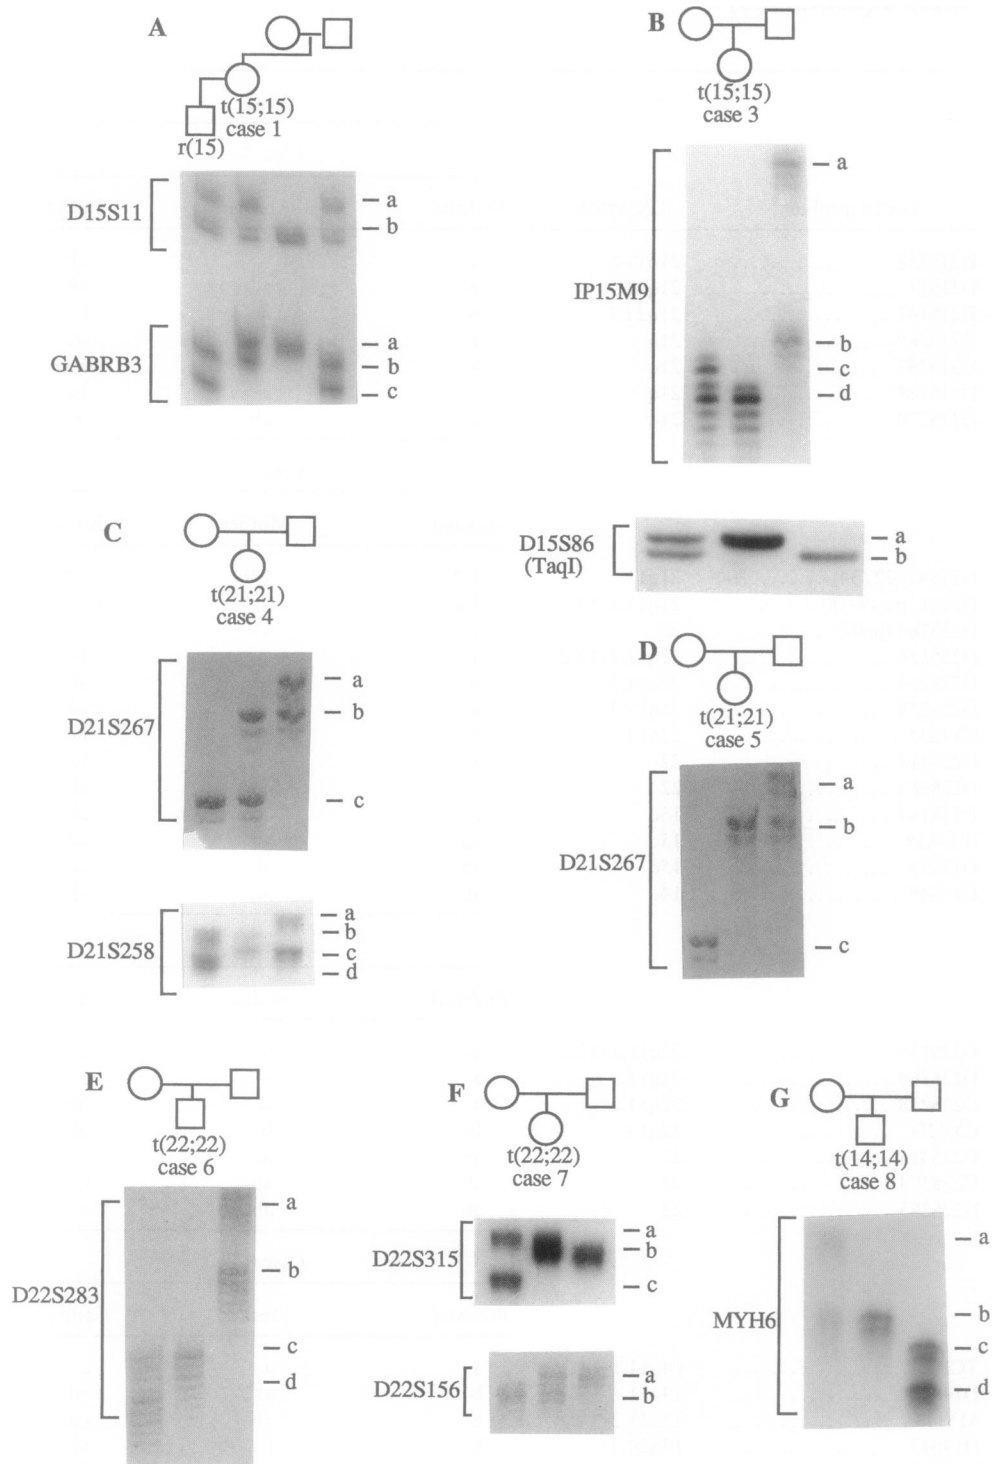 A
t(15;15)
case 1
r(15)
D15S11
a
b
GABRB3
a
b
c
B
t(15;15)
case 3
IP15M9
a
b
c
d
D15S86
(TaqI)
a
b
C
t(21;21)
case 4
D21S267
a
b
c
D21S258
a
b
c
d
D
t(21;21)
case 5
D21S267
a
b
c
E
t(22;22)
case 6
D22S283
a
b
c
d
F
t(22;22)
case 7
D22S315
a
b
c
D22S156
a
b
G
t(14;14)
case 8
MYH6
a
b
c
d